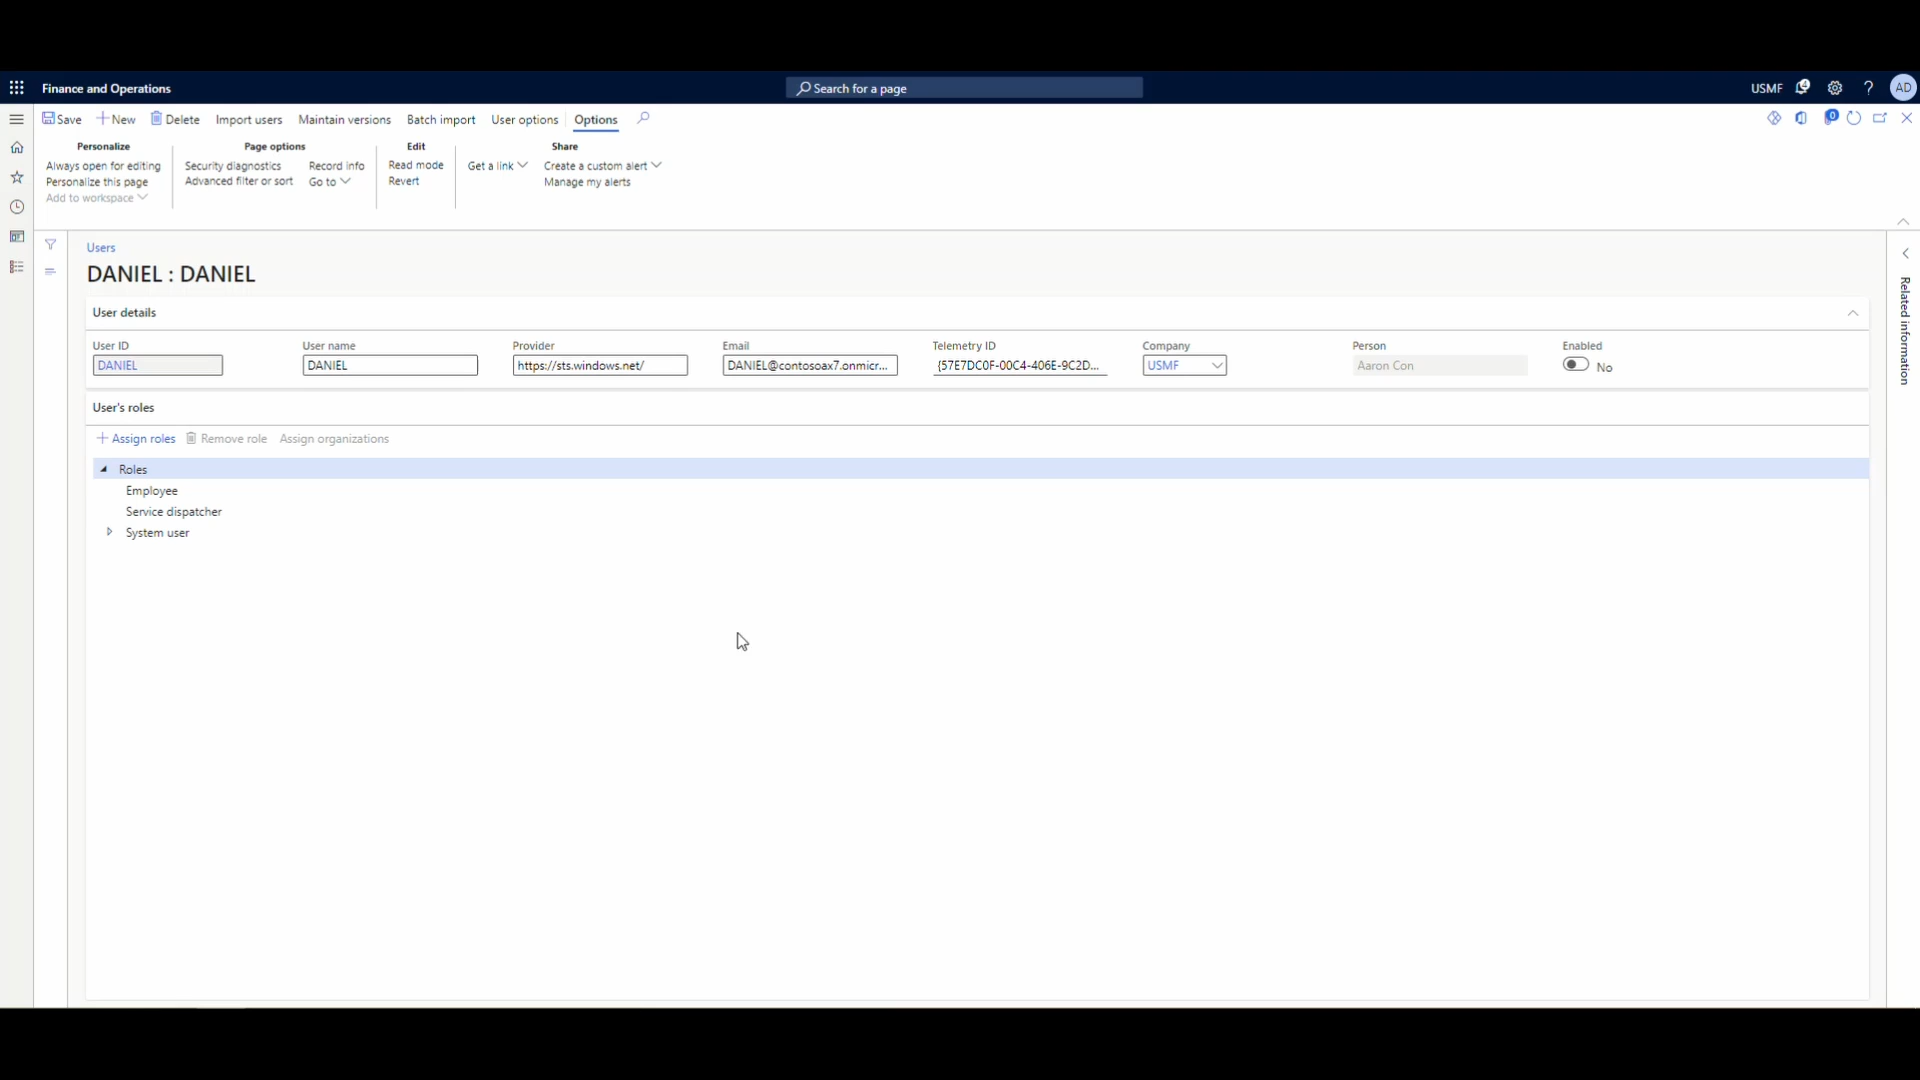 Finance and Operations
Search for a page
USMF
4
?
AD
Save New Delete Import users Maintain versions Batch import User options Options
0
Personalize
Always open for editing
Personalize this page
Add to workspace
Page options
Security diagnostics Record info
Advanced filter or sort Go to
Edit
Read mode
Revert
Share
Get a link Create a custom alert
Manage my alerts
Users
DANIEL : DANIEL
User details
User ID User name Provider Email Telemetry ID Company Person Enabled
DANIEL DANIEL https://sts.windows.net/ DANIEL@contosoax7.onmicr... {57E7DC0F-00C4-406E-9C2D... USMF Aaron Con No
User's roles
Assign roles Remove role Assign organizations
Roles
Employee
Service dispatcher
System user
Related information